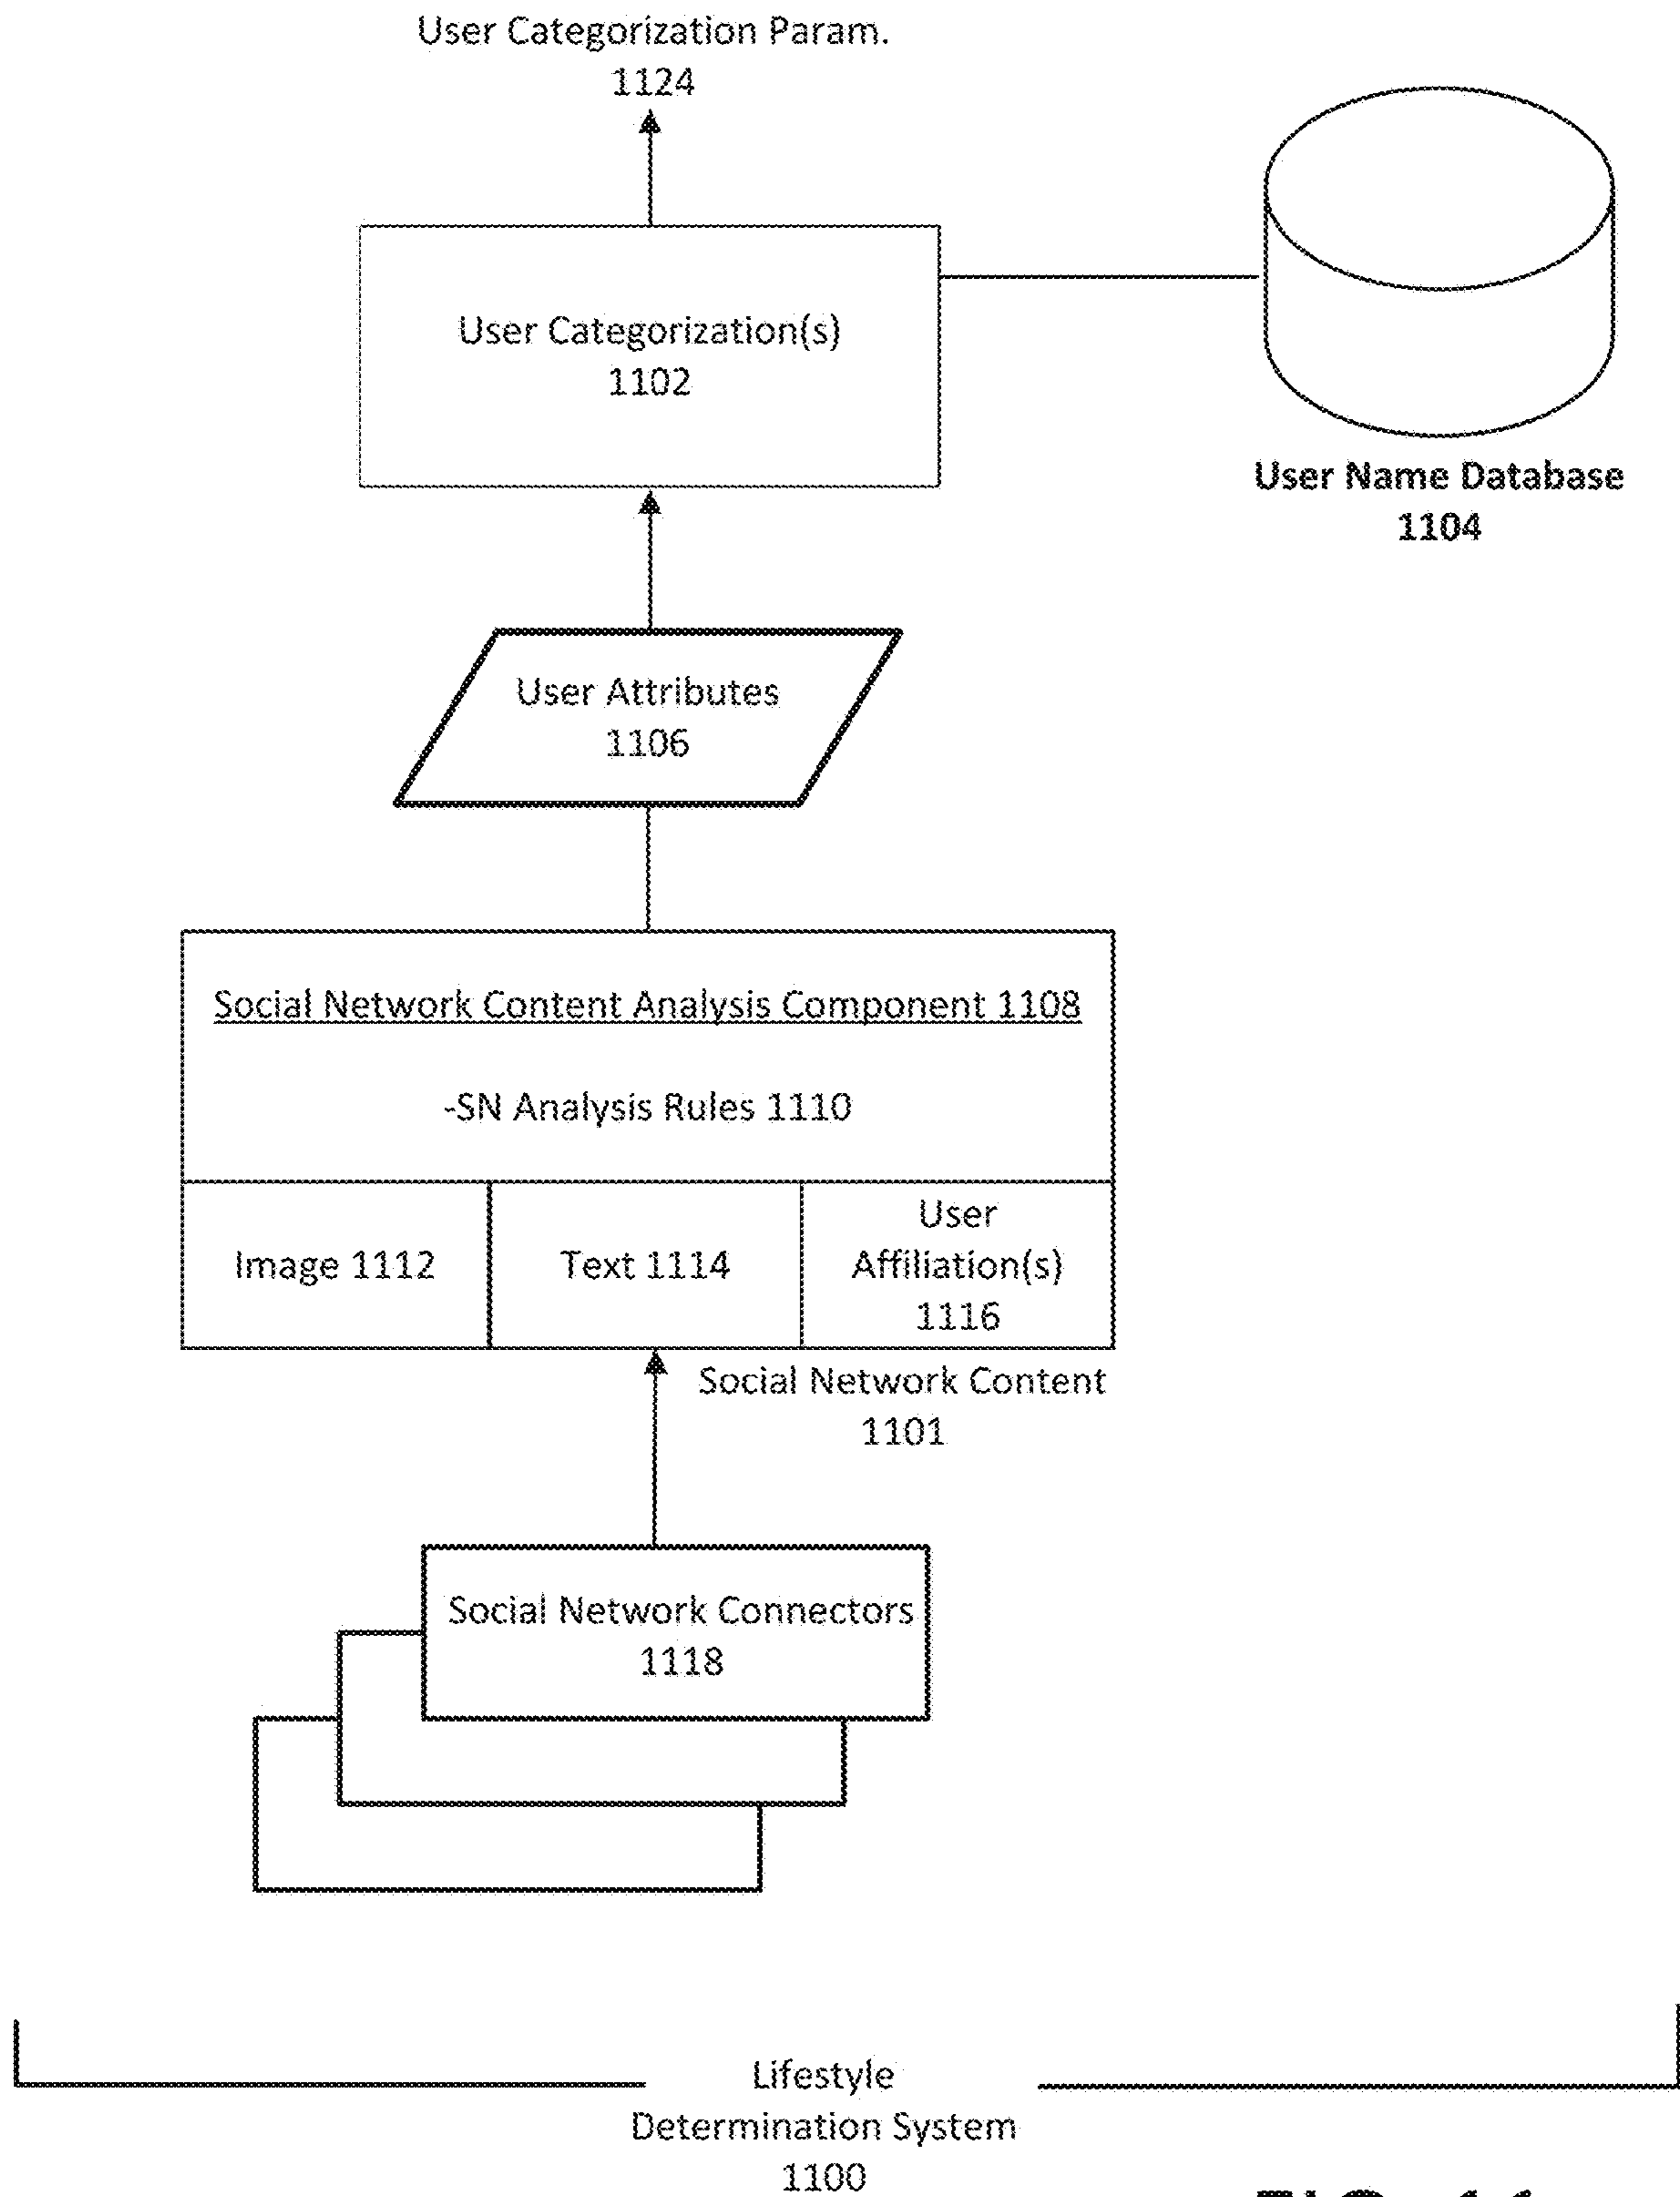 User Categorization Param.
1124
User Categorization(s)
1102
User Name Database
1104
User Attributes
1106
Social Network Content Analysis Component 1108
-SN Analysis Rules 1110
Image 1112
Text 1114
User
Affiliation(s)
1116
Social Network Content
1101
Social Network Connectors
1118
Lifestyle
Determination System
1100